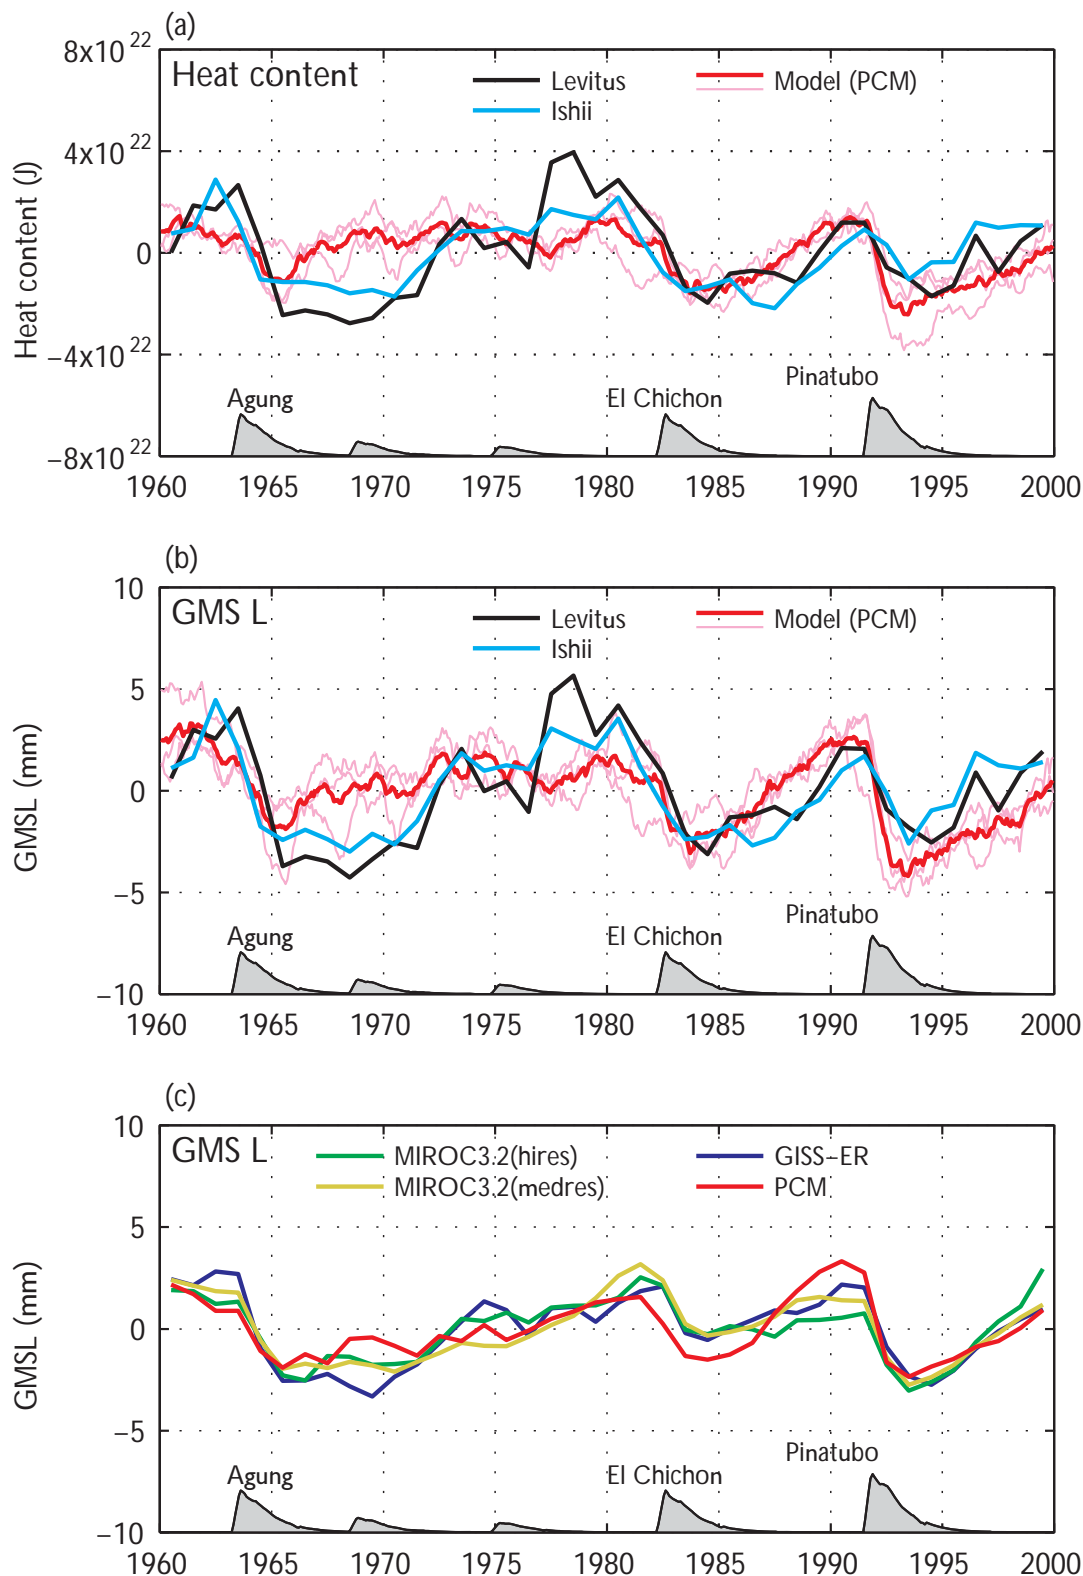 (a)
8x10 22
Heat content
Levitus
Model (PCM)
Ishii
4x10 22
0
−4x10 22
−8x10 22
Heat content (J)
Agung
El Chichon
Pinatubo
1960 1965 1970 1975 1980 1985 1990 1995 2000
(b)
10
GMS L
Levitus
Model (PCM)
Ishii
5
0
−5
−10
GMSL (mm)
Agung
El Chichon
Pinatubo
1960 1965 1970 1975 1980 1985 1990 1995 2000
(c)
10
GMS L
MIROC3.2(hires)
GISS−ER
MIROC3.2(medres)
PCM
5
0
−5
−10
GMSL (mm)
Agung
El Chichon
Pinatubo
1960 1965 1970 1975 1980 1985 1990 1995 2000